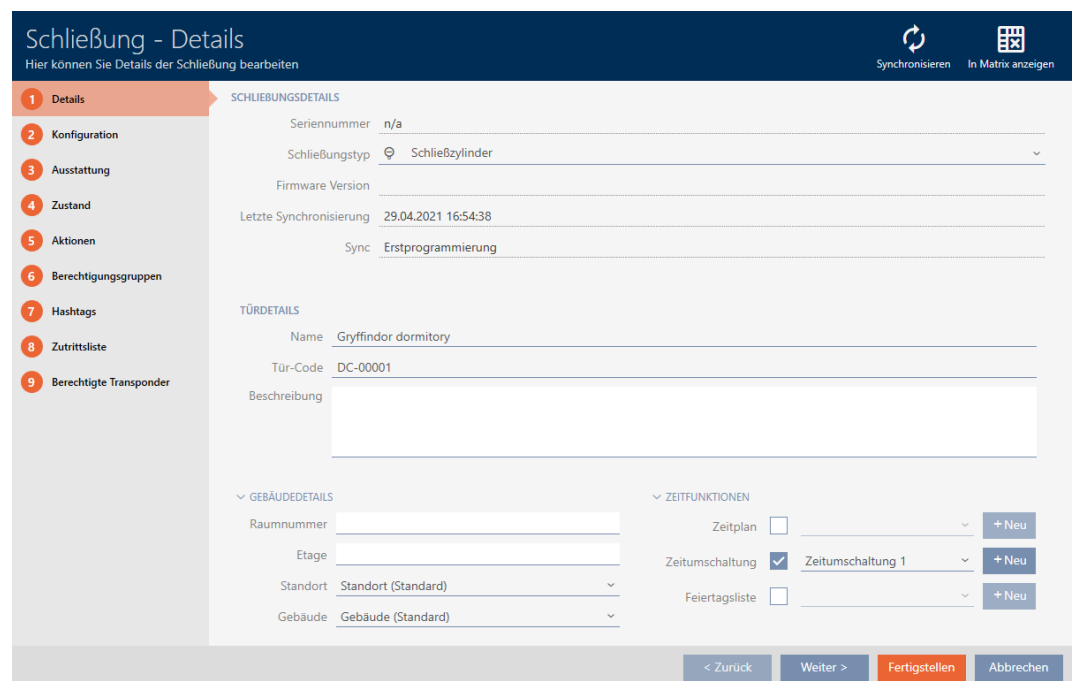 Schließung - Details
Hier können Sie Details der Schließung bearbeiten
Synchronisieren
In Matrix anzeigen
1 Details
2 Konfiguration
3 Ausstattung
4 Zustand
5 Aktionen
6 Berechtigungsgruppen
7 Hashtags
8 Zutrittsliste
9 Berechtigte Transponder
SCHLIEßUNGSDETAILS
Seriennummer n/a
Schließungstyp Schließzylinder
Firmware Version
Letzte Synchronisierung 29.04.2021 16:54:38
Sync Erstprogrammierung
TÜRDETAILS
Name Gryffindor dormitory
Tür-Code DC-00001
Beschreibung
GEBÄUDEDETAILS
Raumnummer
Etage
Standort Standort (Standard)
Gebäude Gebäude (Standard)
ZEITFUNKTIONEN
Zeitplan + Neu
Zeitumschaltung Zeitumschaltung 1 + Neu
Feiertagsliste + Neu
< Zurück
Weiter >
Fertigstellen
Abbrechen